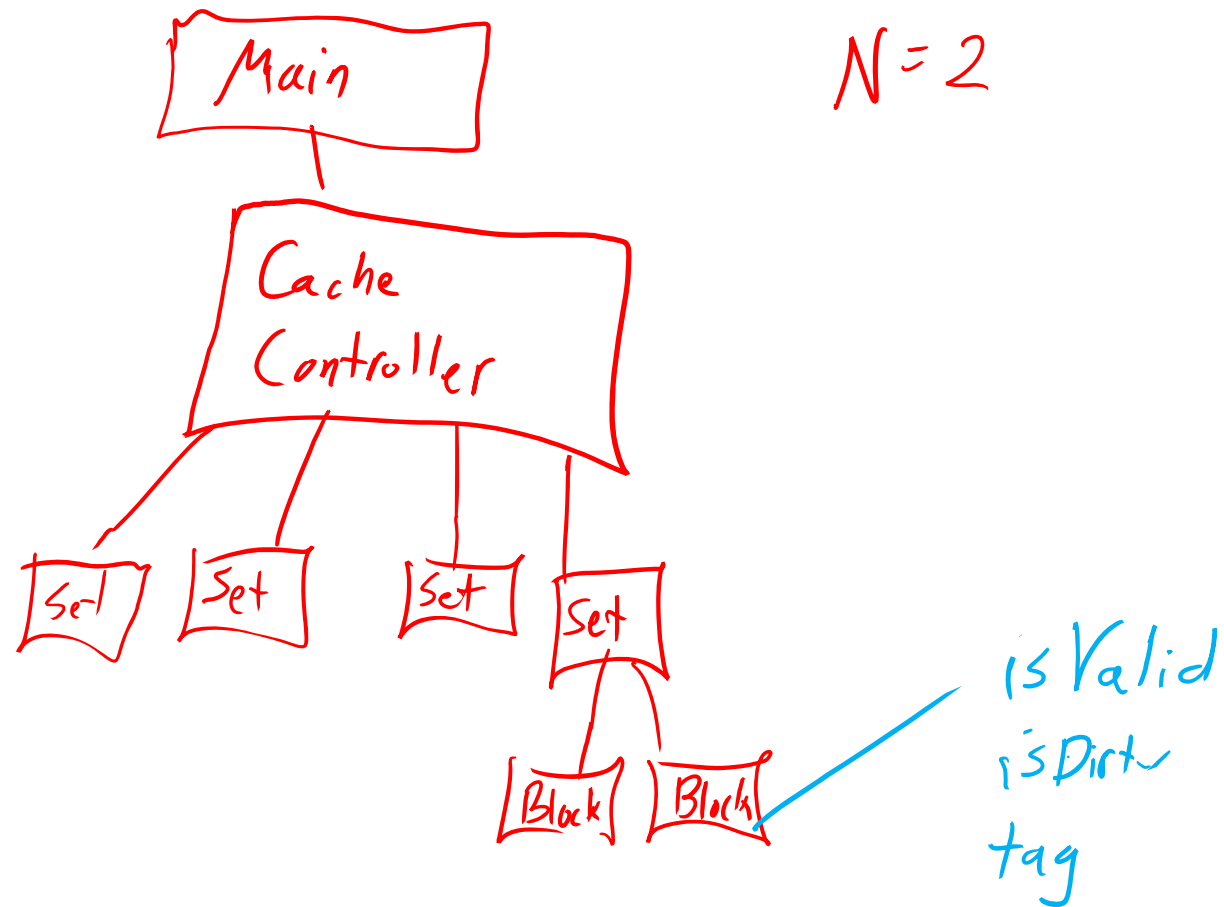 Main
N=2
Cache
Controller
Set
Set
Set
Set
Block
Block
isValid
isDirty
tag